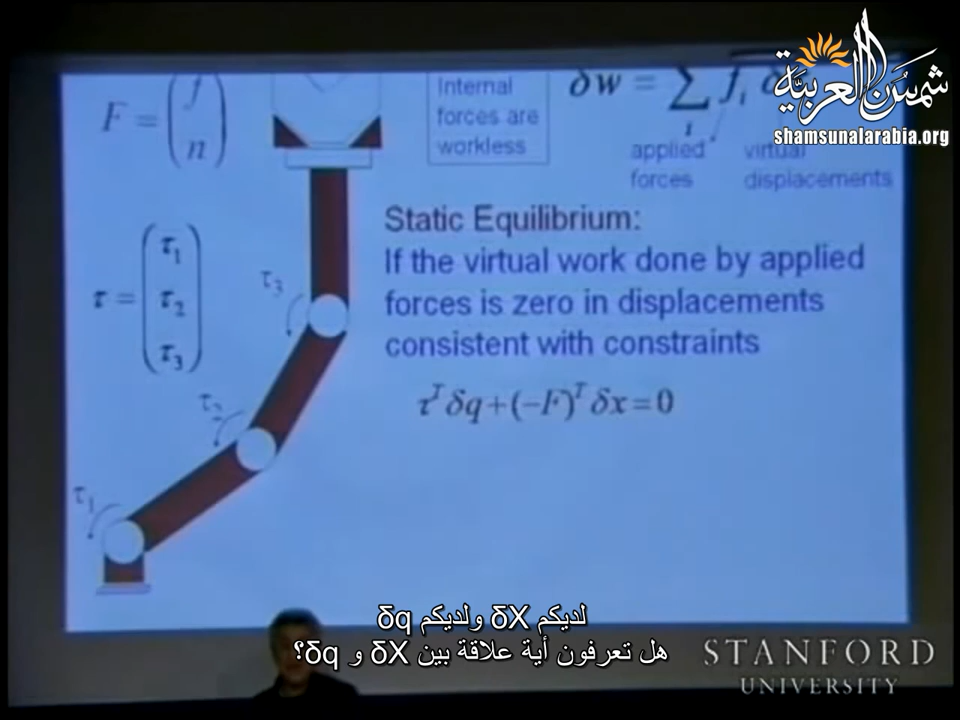 شمس العربية
shamsunalarabia.org
F = ( f n )
Internal
forces are
workless
δw = Σ fᵢ
i
applied
forces
virtual
displacements
Static Equilibrium:
If the virtual work done by applied
forces is zero in displacements
consistent with constraints
τᵀ δq + (−F)ᵀ δx = 0
τ = ( τ₁ τ₂ τ₃ )
τ₃
τ₂
τ₁
لديكم δX ولديكم δq
هل تعرفون أية علاقة بين δX و δq؟
STANFORD
UNIVERSITY